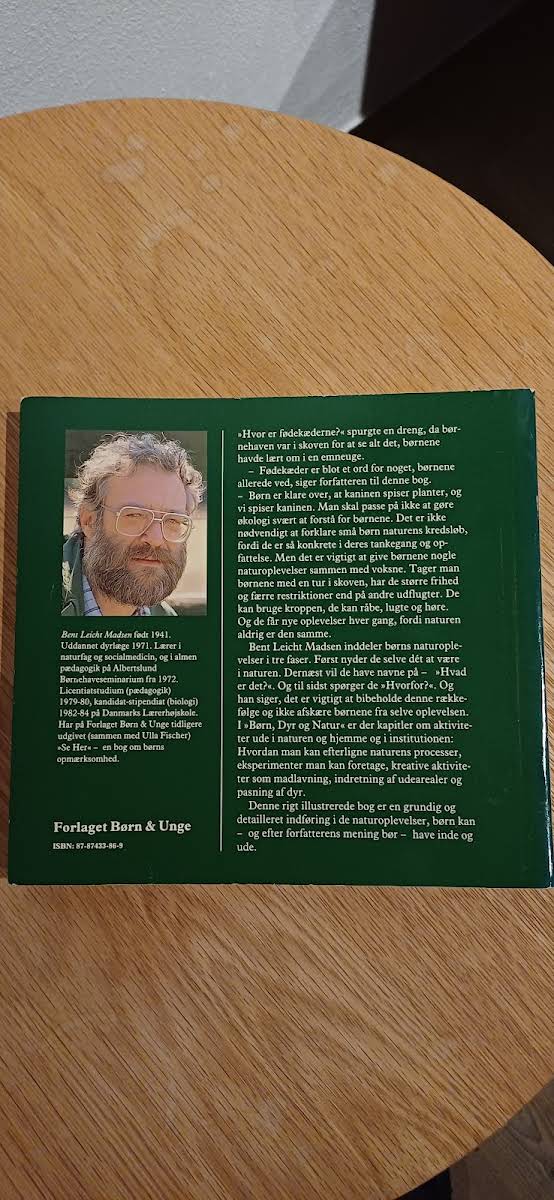 Bent Leicht Madsen født 1941.
Uddannet dyrlæge 1971. Lærer i
naturfag og socialmedicin, og i almen
pædagogik på Albertslund
Børnehaveseminarium fra 1972.
Licentiatstudium (pædagogik)
1979-80, kandidat-stipendiat (biologi)
1982-84 på Danmarks Lærerhøjskole.
Har på Forlaget Børn & Unge tidligere
udgivet (sammen med Ulla Fischer)
»Se Her« – en bog om børns
opmærksomhed.
Forlaget Børn & Unge
ISBN: 87-87433-86-9
»Hvor er fødekæderne?« spurgte en dreng, da bør-
nehaven var i skoven for at se alt det, børnene
havde lært om i en emneuge.
– Fødekæder er blot et ord for noget, børnene
allerede ved, siger forfatteren til denne bog.
– Børn er klare over, at kaninen spiser planter, og
vi spiser kaninen. Man skal passe på ikke at gøre
økologi svært at forstå for børnene. Det er ikke
nødvendigt at forklare små børn naturens kredsløb,
fordi de er så konkrete i deres tankegang og op-
fattelse. Men det er vigtigt at give børnene nogle
naturoplevelser sammen med voksne. Tager man
børnene med en tur i skoven, har de større frihed
og færre restriktioner end på andre udflugter. De
kan bruge kroppen, de kan råbe, lugte og høre.
Og de får nye oplevelser hver gang, fordi naturen
aldrig er den samme.
Bent Leicht Madsen inddeler børns naturople-
velser i tre faser. Først nyder de selve dét at være
i naturen. Dernæst vil de have navne på – »Hvad
er det?«. Og til sidst spørger de »Hvorfor?«. Og
han siger, det er vigtigt at bibeholde denne række-
følge og ikke afskære børnene fra selve oplevelsen.
I »Børn, Dyr og Natur« er der kapitler om aktivite-
ter ude i naturen og hjemme og i institutionen:
Hvordan man kan efterligne naturens processer,
eksperimenter man kan foretage, kreative aktivite-
ter som madlavning, indretning af udearealer og
pasning af dyr.
Denne rigt illustrerede bog er en grundig og
detailleret indføring i de naturoplevelser, børn kan
– og efter forfatterens mening bør – have inde og
ude.